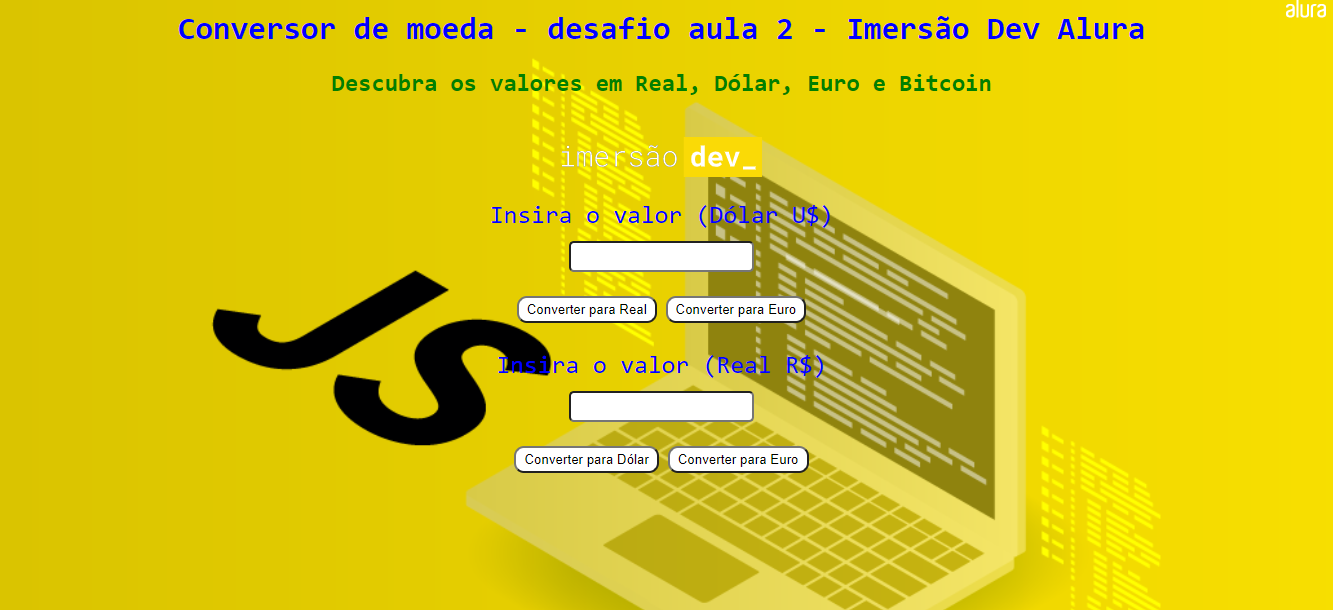 alura
Conversor de moeda - desafio aula 2 - Imersão Dev Alura
Descubra os valores em Real, Dólar, Euro e Bitcoin
imersão dev_
Insira o valor (Dólar U$)
Converter para Real Converter para Euro
JS
Insira o valor (Real R$)
Converter para Dólar Converter para Euro